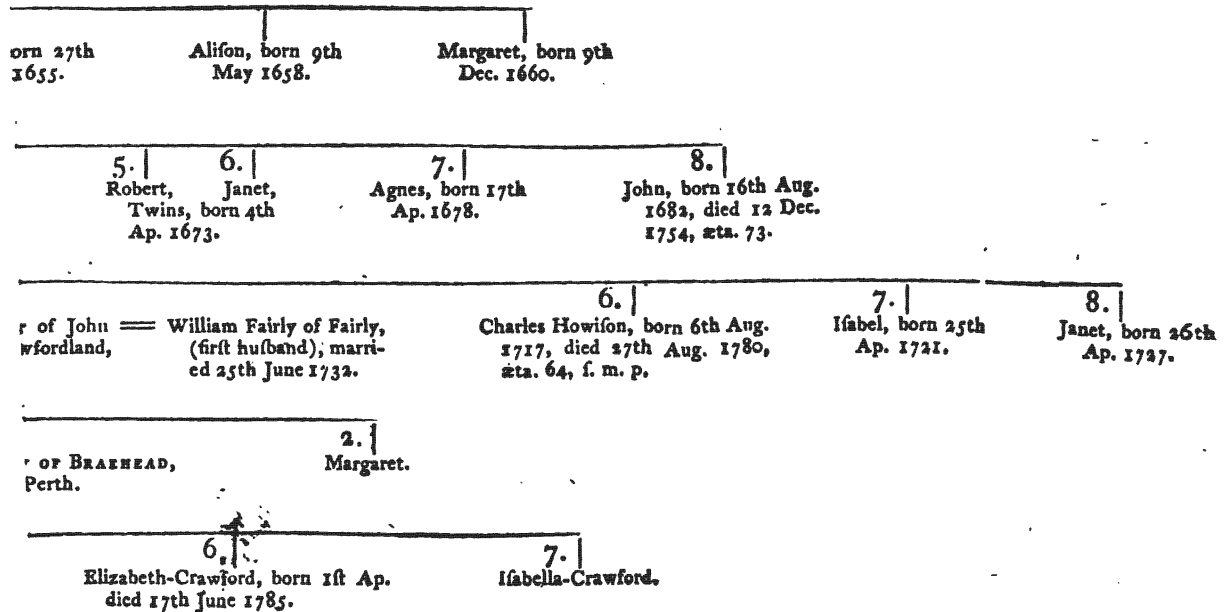 orn 27th
1655.
Aliſon, born 9th
May 1658.
Margaret, born 9th
Dec. 1660.
5.
Robert,
6.
Janet,
Twins, born 4th
Ap. 1673.
7.
Agnes, born 17th
Ap. 1678.
8.
John, born 16th Aug.
1682, died 12 Dec.
1754, æta. 73.
r of John
wfordland,
═ William Fairly of Fairly,
(firſt huſband), marri-
ed 25th June 1732.
6.
Charles Howiſon, born 6th Aug.
1717, died 27th Aug. 1780,
æta. 64, ſ. m. p.
7.
Iſabel, born 25th
Ap. 1721.
8.
Janet, born 26th
Ap. 1727.
OF BRAEHEAD,
Perth.
2.
Margaret.
6.
Elizabeth-Crawford, born 1ſt Ap.
died 17th June 1785.
7.
Iſabella-Crawford.